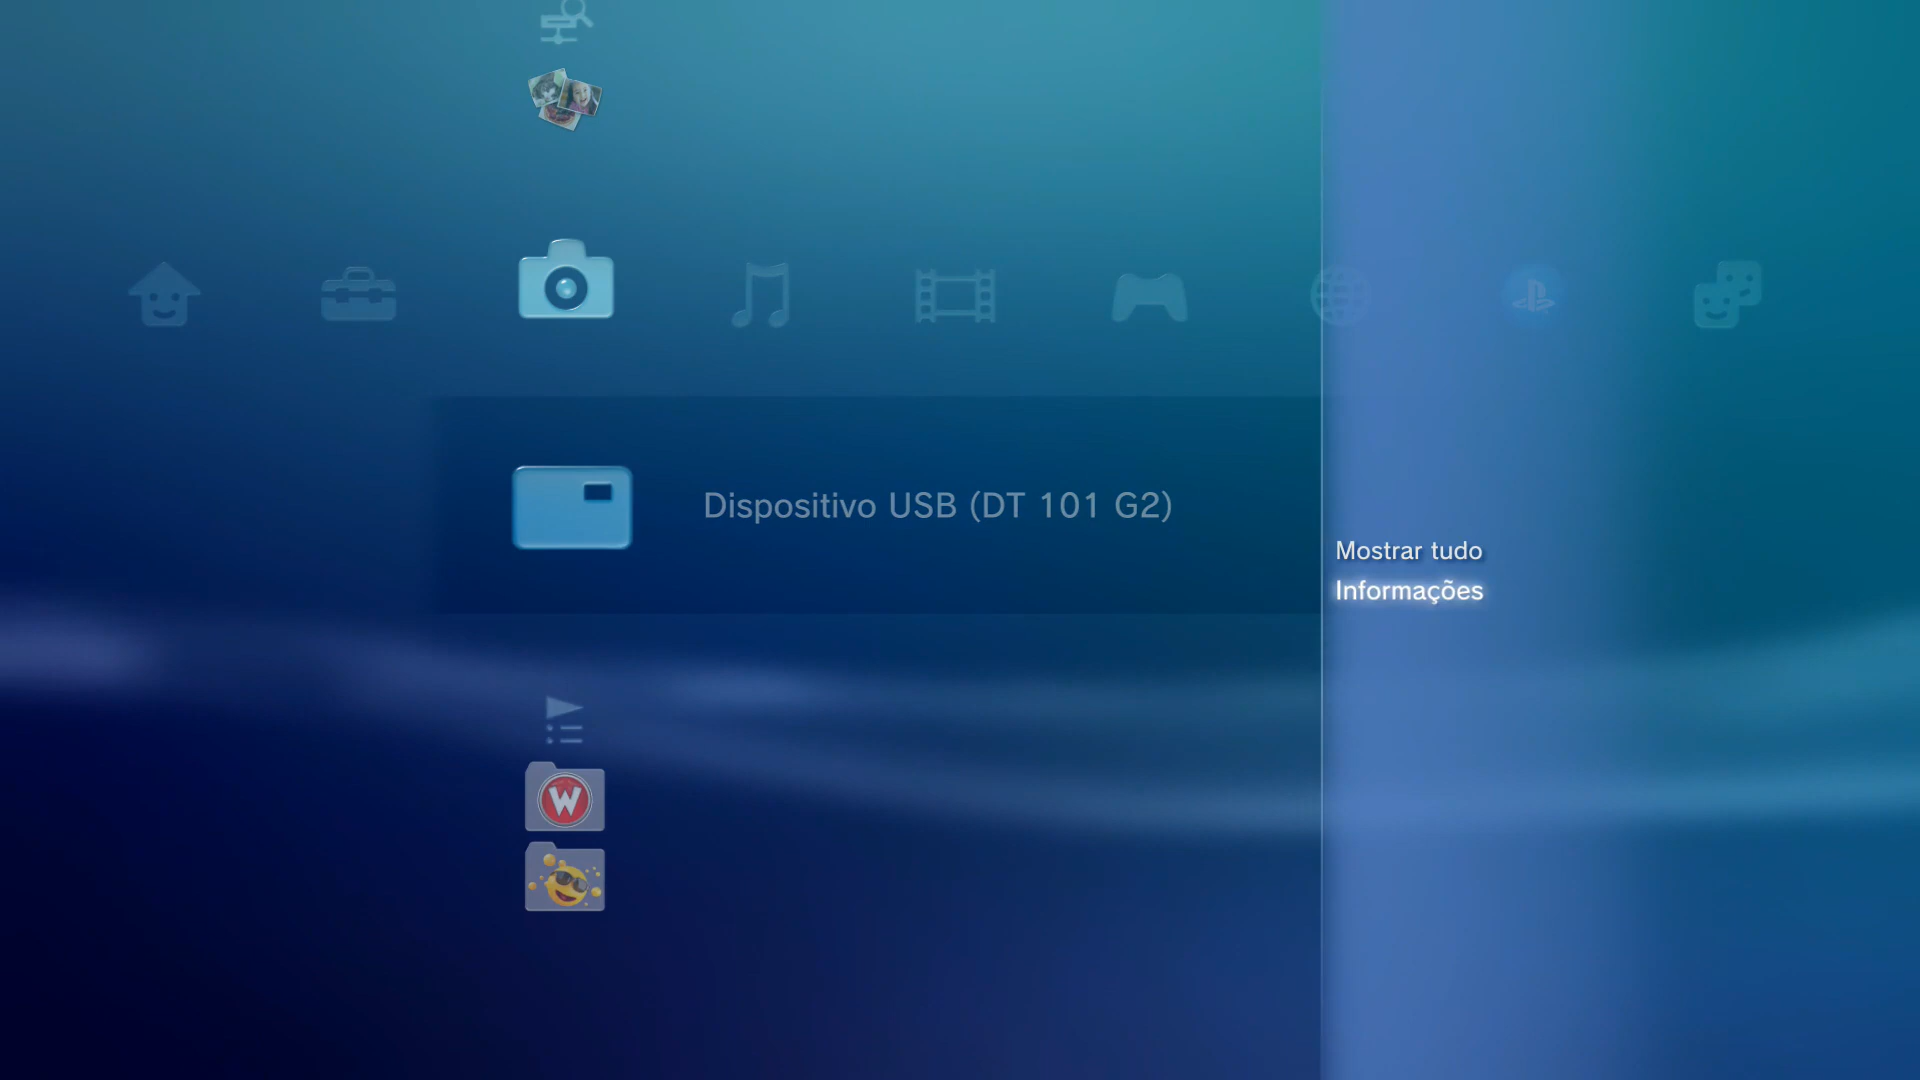 Dispositivo USB (DT 101 G2)
Mostrar tudo
Informações
W